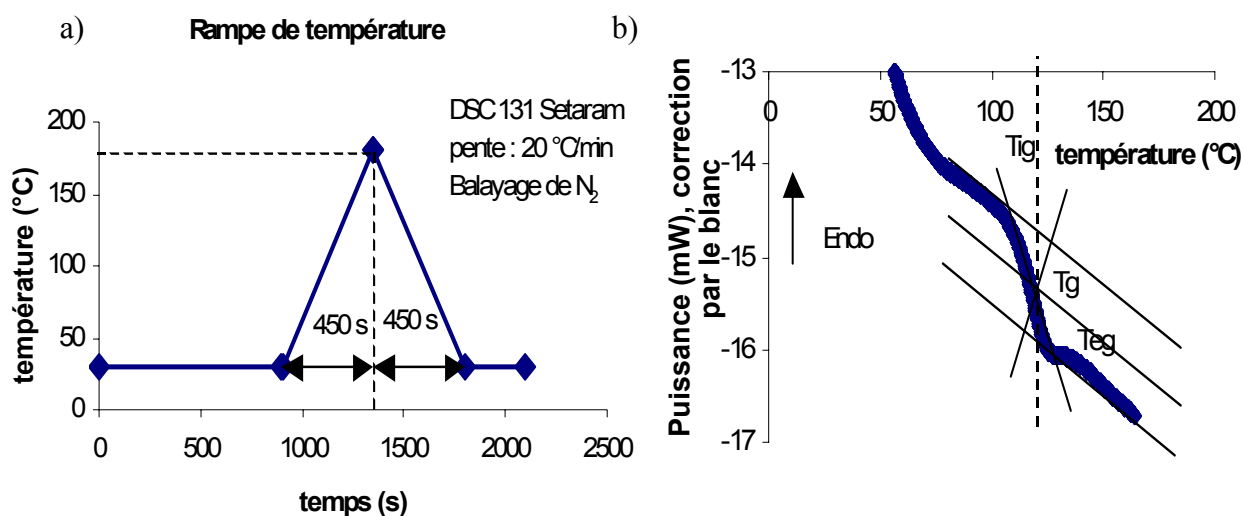 a)
Rampe de température
DSC 131 Setaram
pente : 20 °C/min
Balayage de N2
température (°C)
200
150
100
50
0
450 s
450 s
0
500
1000
1500
2000
2500
temps (s)
b)
Puissance (mW), correction
par le blanc
-13
-14
-15
-16
-17
0
50
100
150
200
température (°C)
Tig
Endo
Tg
Teg